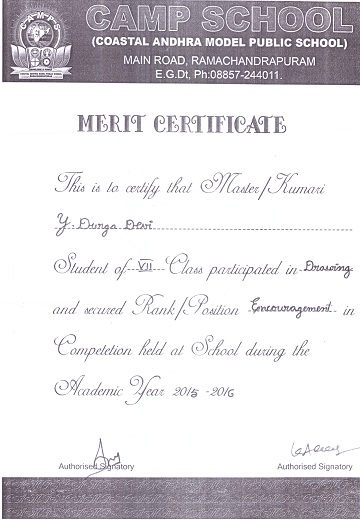 CAMP SCHOOL
(COASTAL ANDHRA MODEL PUBLIC SCHOOL)
MAIN ROAD, RAMACHANDRAPURAM
E.G.Dt, Ph:08857-244011.
MERIT CERTIFICATE
This is to certify that Master/Kumari
Y. Durga Devi
Student of VII Class participated in Drawing
and secured Rank/Position Encouragement in
Competetion held at School during the
Academic Year 2015 -2016
Authorised Signatory
Authorised Signatory